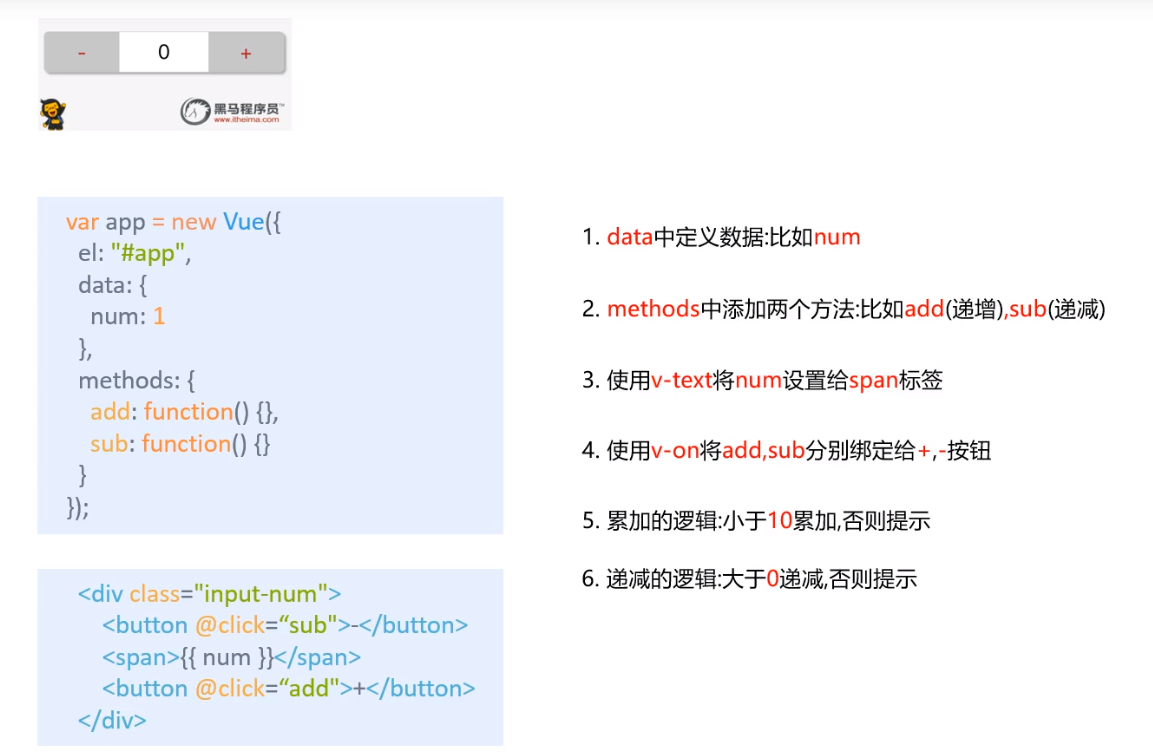 - 0 +
黑马程序员™
www.itheima.com
var app = new Vue({
el: "#app",
data: {
num: 1
},
methods: {
add: function() {},
sub: function() {}
}
});
<div class="input-num">
<button @click=“sub">-</button>
<span>{{ num }}</span>
<button @click=“add">+</button>
</div>
1. data中定义数据:比如num
2. methods中添加两个方法:比如add(递增),sub(递减)
3. 使用v-text将num设置给span标签
4. 使用v-on将add,sub分别绑定给+,-按钮
5. 累加的逻辑:小于10累加,否则提示
6. 递减的逻辑:大于0递减,否则提示